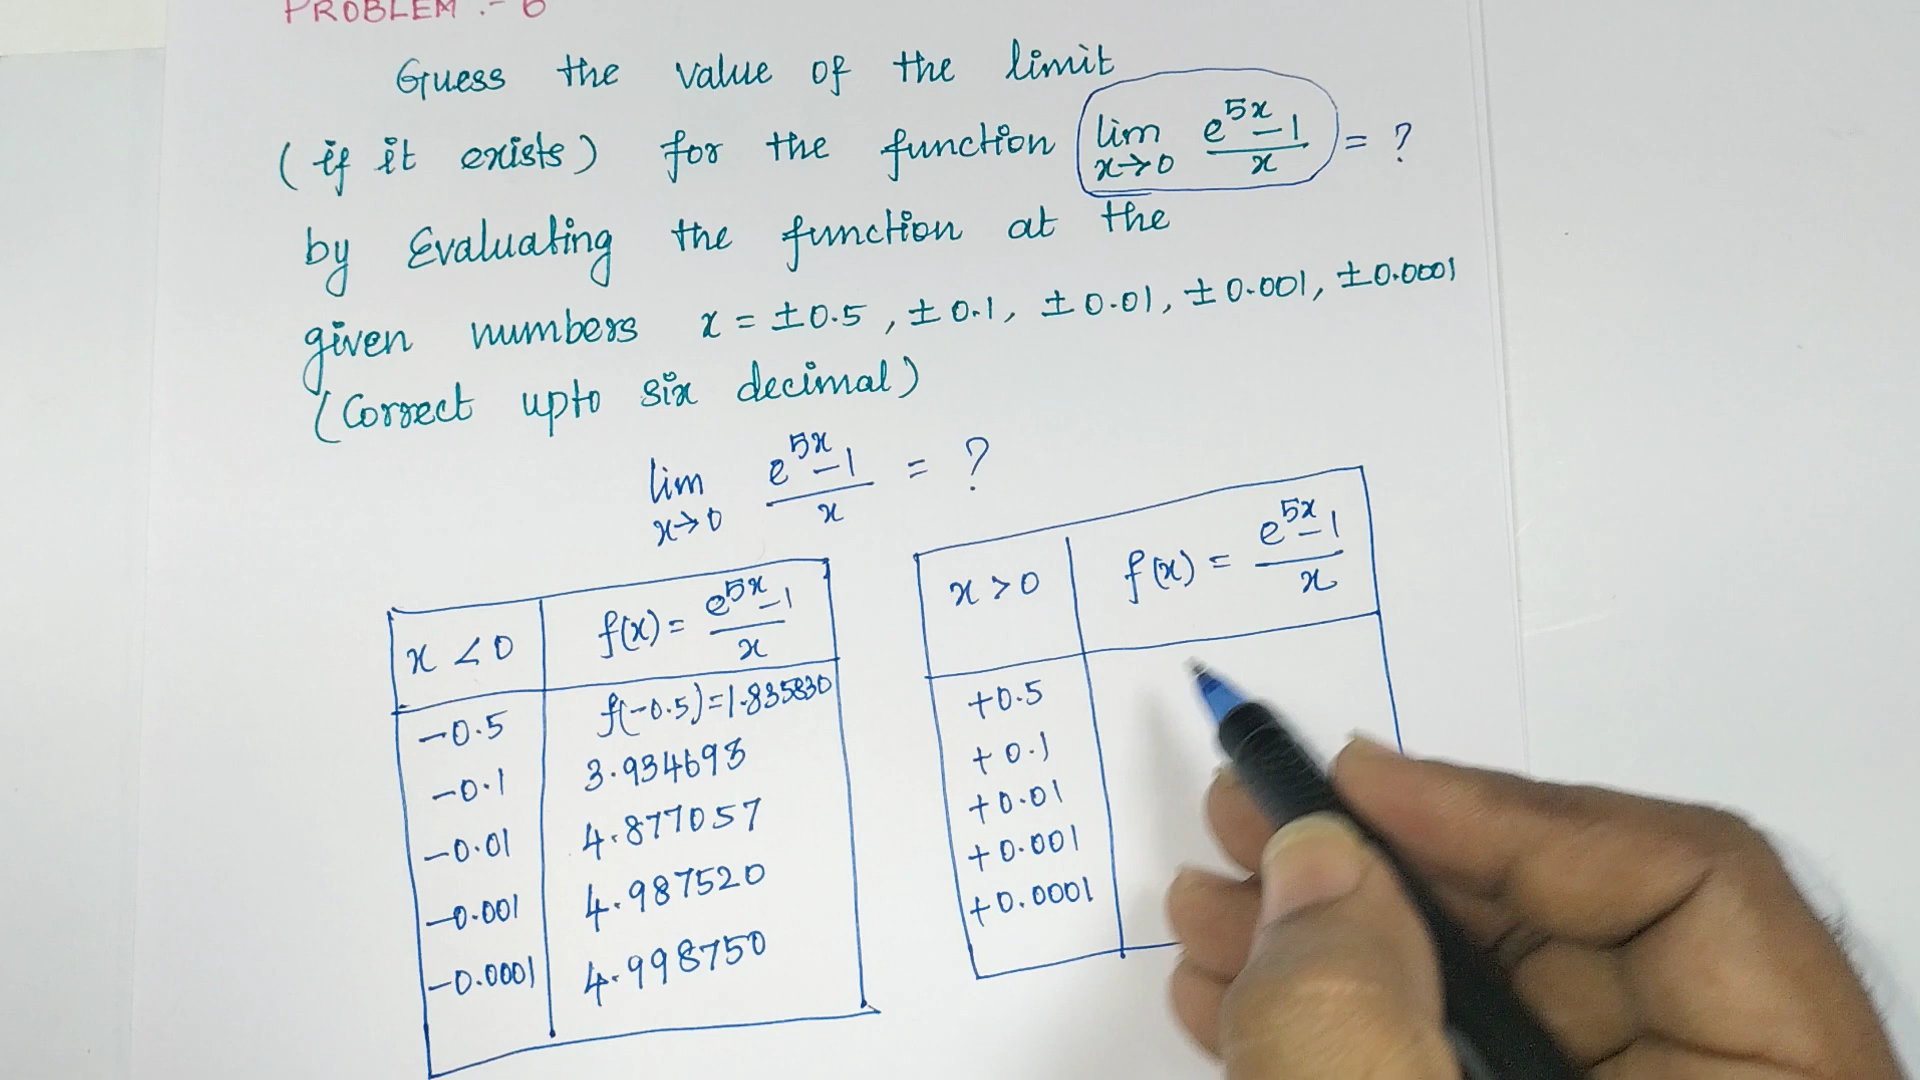 PROBLEM :- 6
Guess the value of the limit
(if it exists) for the function lim x→0 (e^5x - 1)/x = ?
by Evaluating the function at the
given numbers x = ±0.5, ±0.1, ±0.01, ±0.001, ±0.0001
(Correct upto six decimal)
lim x→0 (e^5x - 1)/x = ?
x < 0 f(x) = (e^5x - 1)/x
-0.5 f(-0.5)=1.835830
-0.1 3.934693
-0.01 4.877057
-0.001 4.987520
-0.0001 4.998750
x > 0 f(x) = (e^5x - 1)/x
+0.5
+0.1
+0.01
+0.001
+0.0001